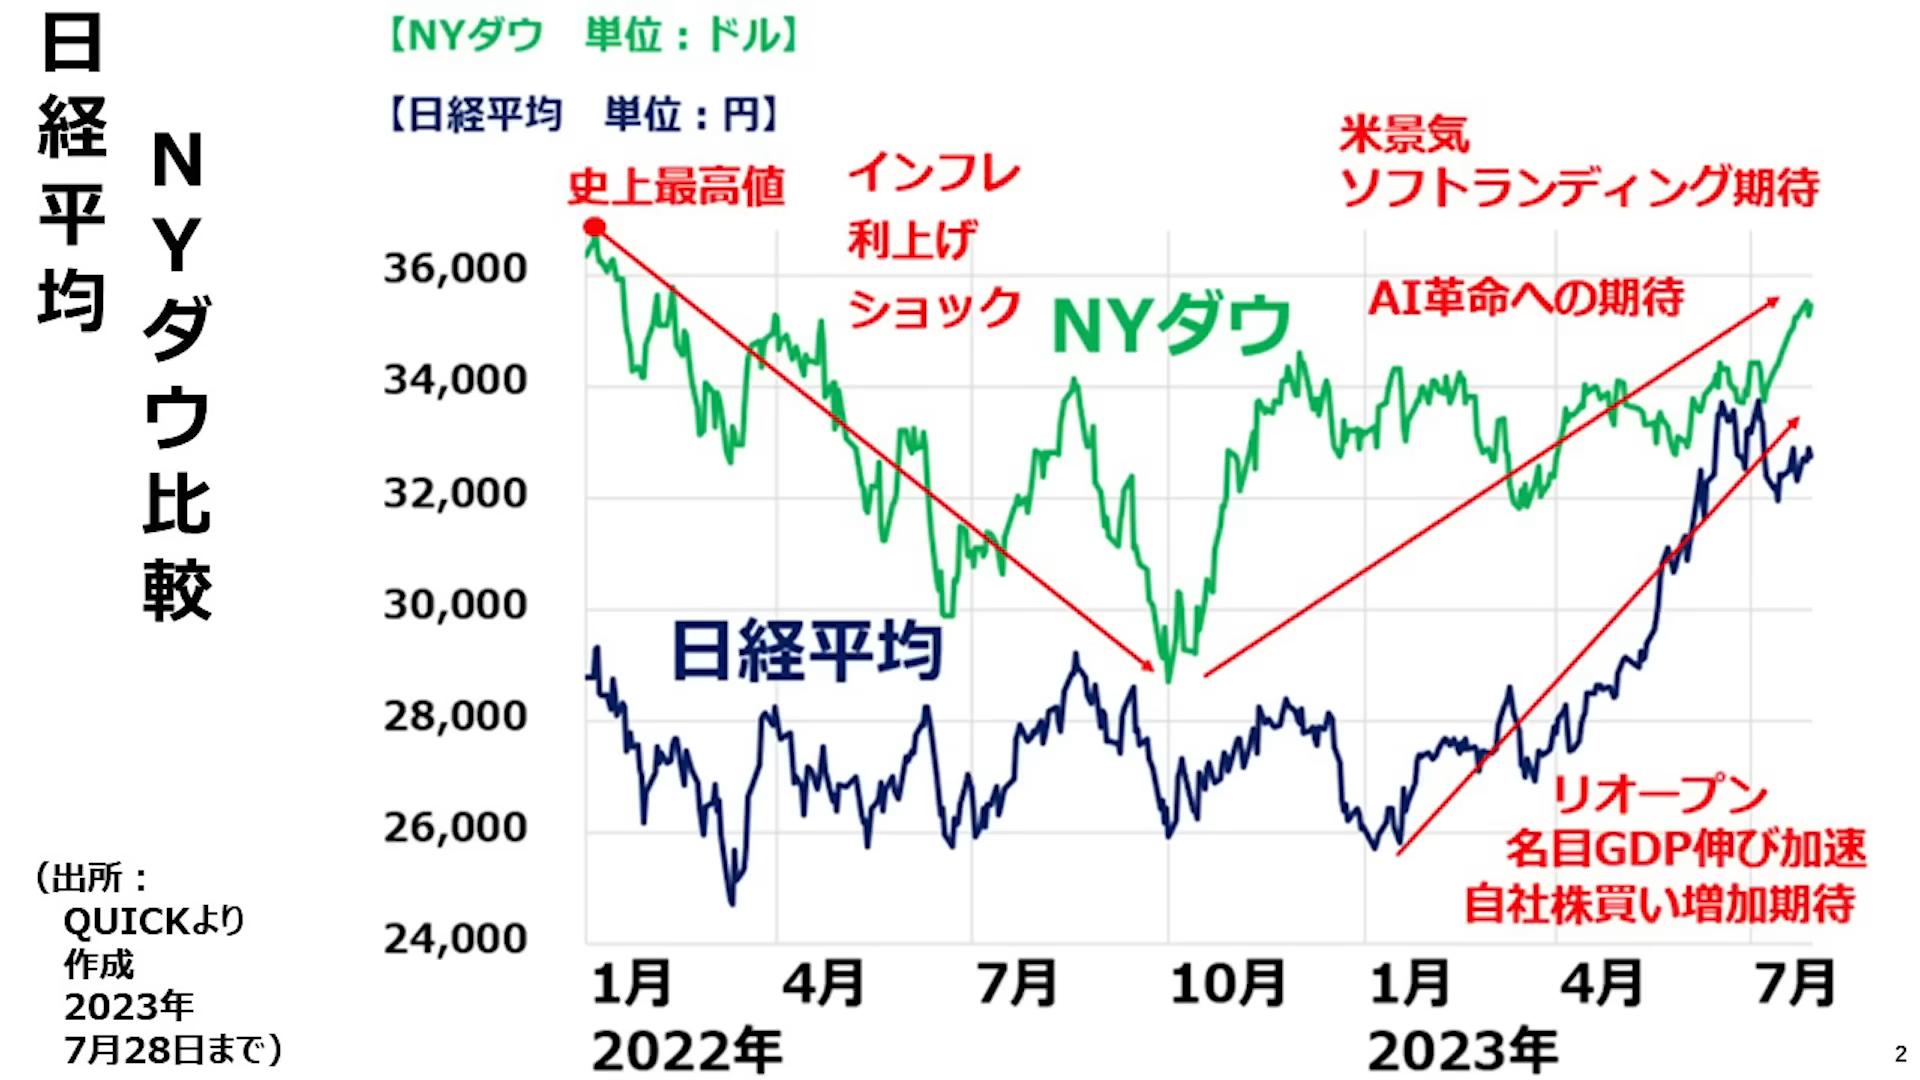 日経平均
NYダウ比較
（出所：
QUICKより
作成
2023年
7月28日まで）
【NYダウ　単位：ドル】
【日経平均　単位：円】
史上最高値
インフレ
利上げ
ショック
米景気
ソフトランディング期待
AI革命への期待
NYダウ
日経平均
リオープン
名目GDP伸び加速
自社株買い増加期待
36,000
34,000
32,000
30,000
28,000
26,000
24,000
1月 4月 7月 10月 1月 4月 7月
2022年 2023年
2